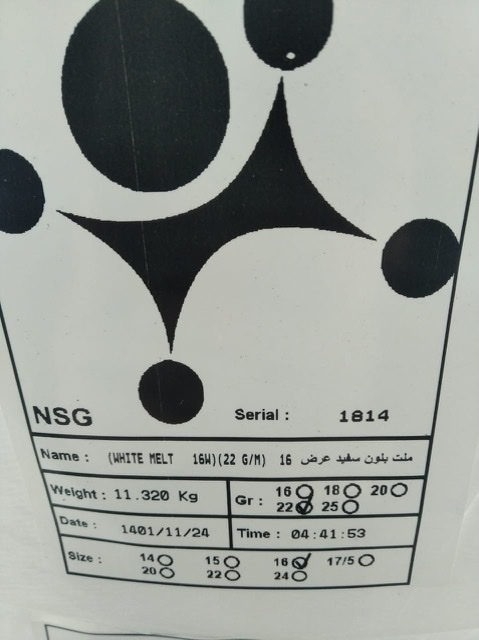 NSG Serial : 1814
Name : (WHITE MELT 16W)(22 G/M) 16 ملت بلون سفید عرض
Weight : 11.320 Kg
Gr : 16 18 20
22 25
Date : 1401/11/24
Time : 04:41:53
Size : 14 15 16 17/5
20 22 24